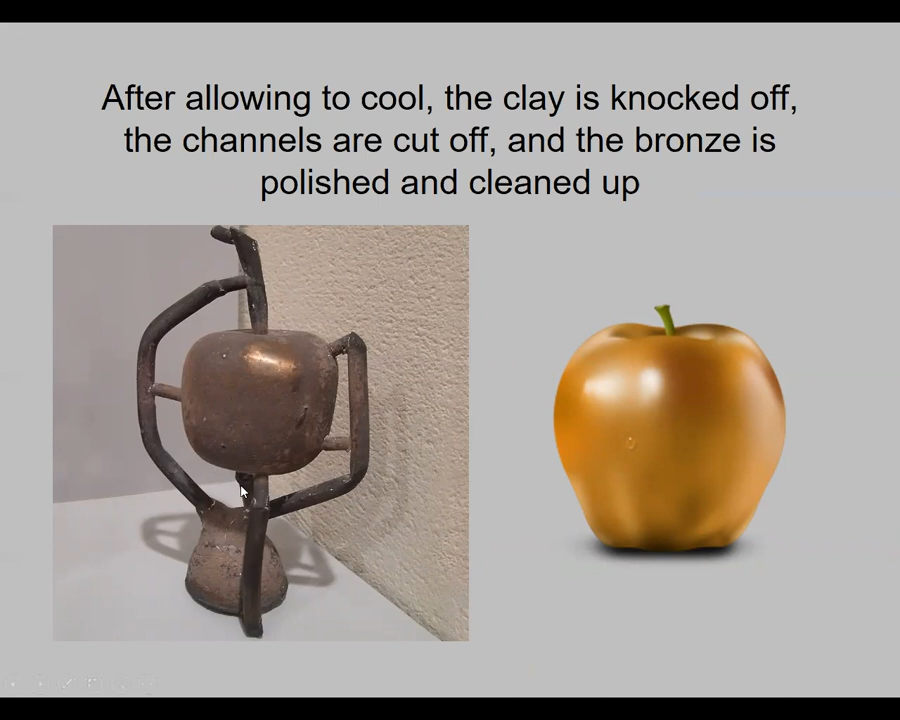 After allowing to cool, the clay is knocked off,
the channels are cut off, and the bronze is
polished and cleaned up